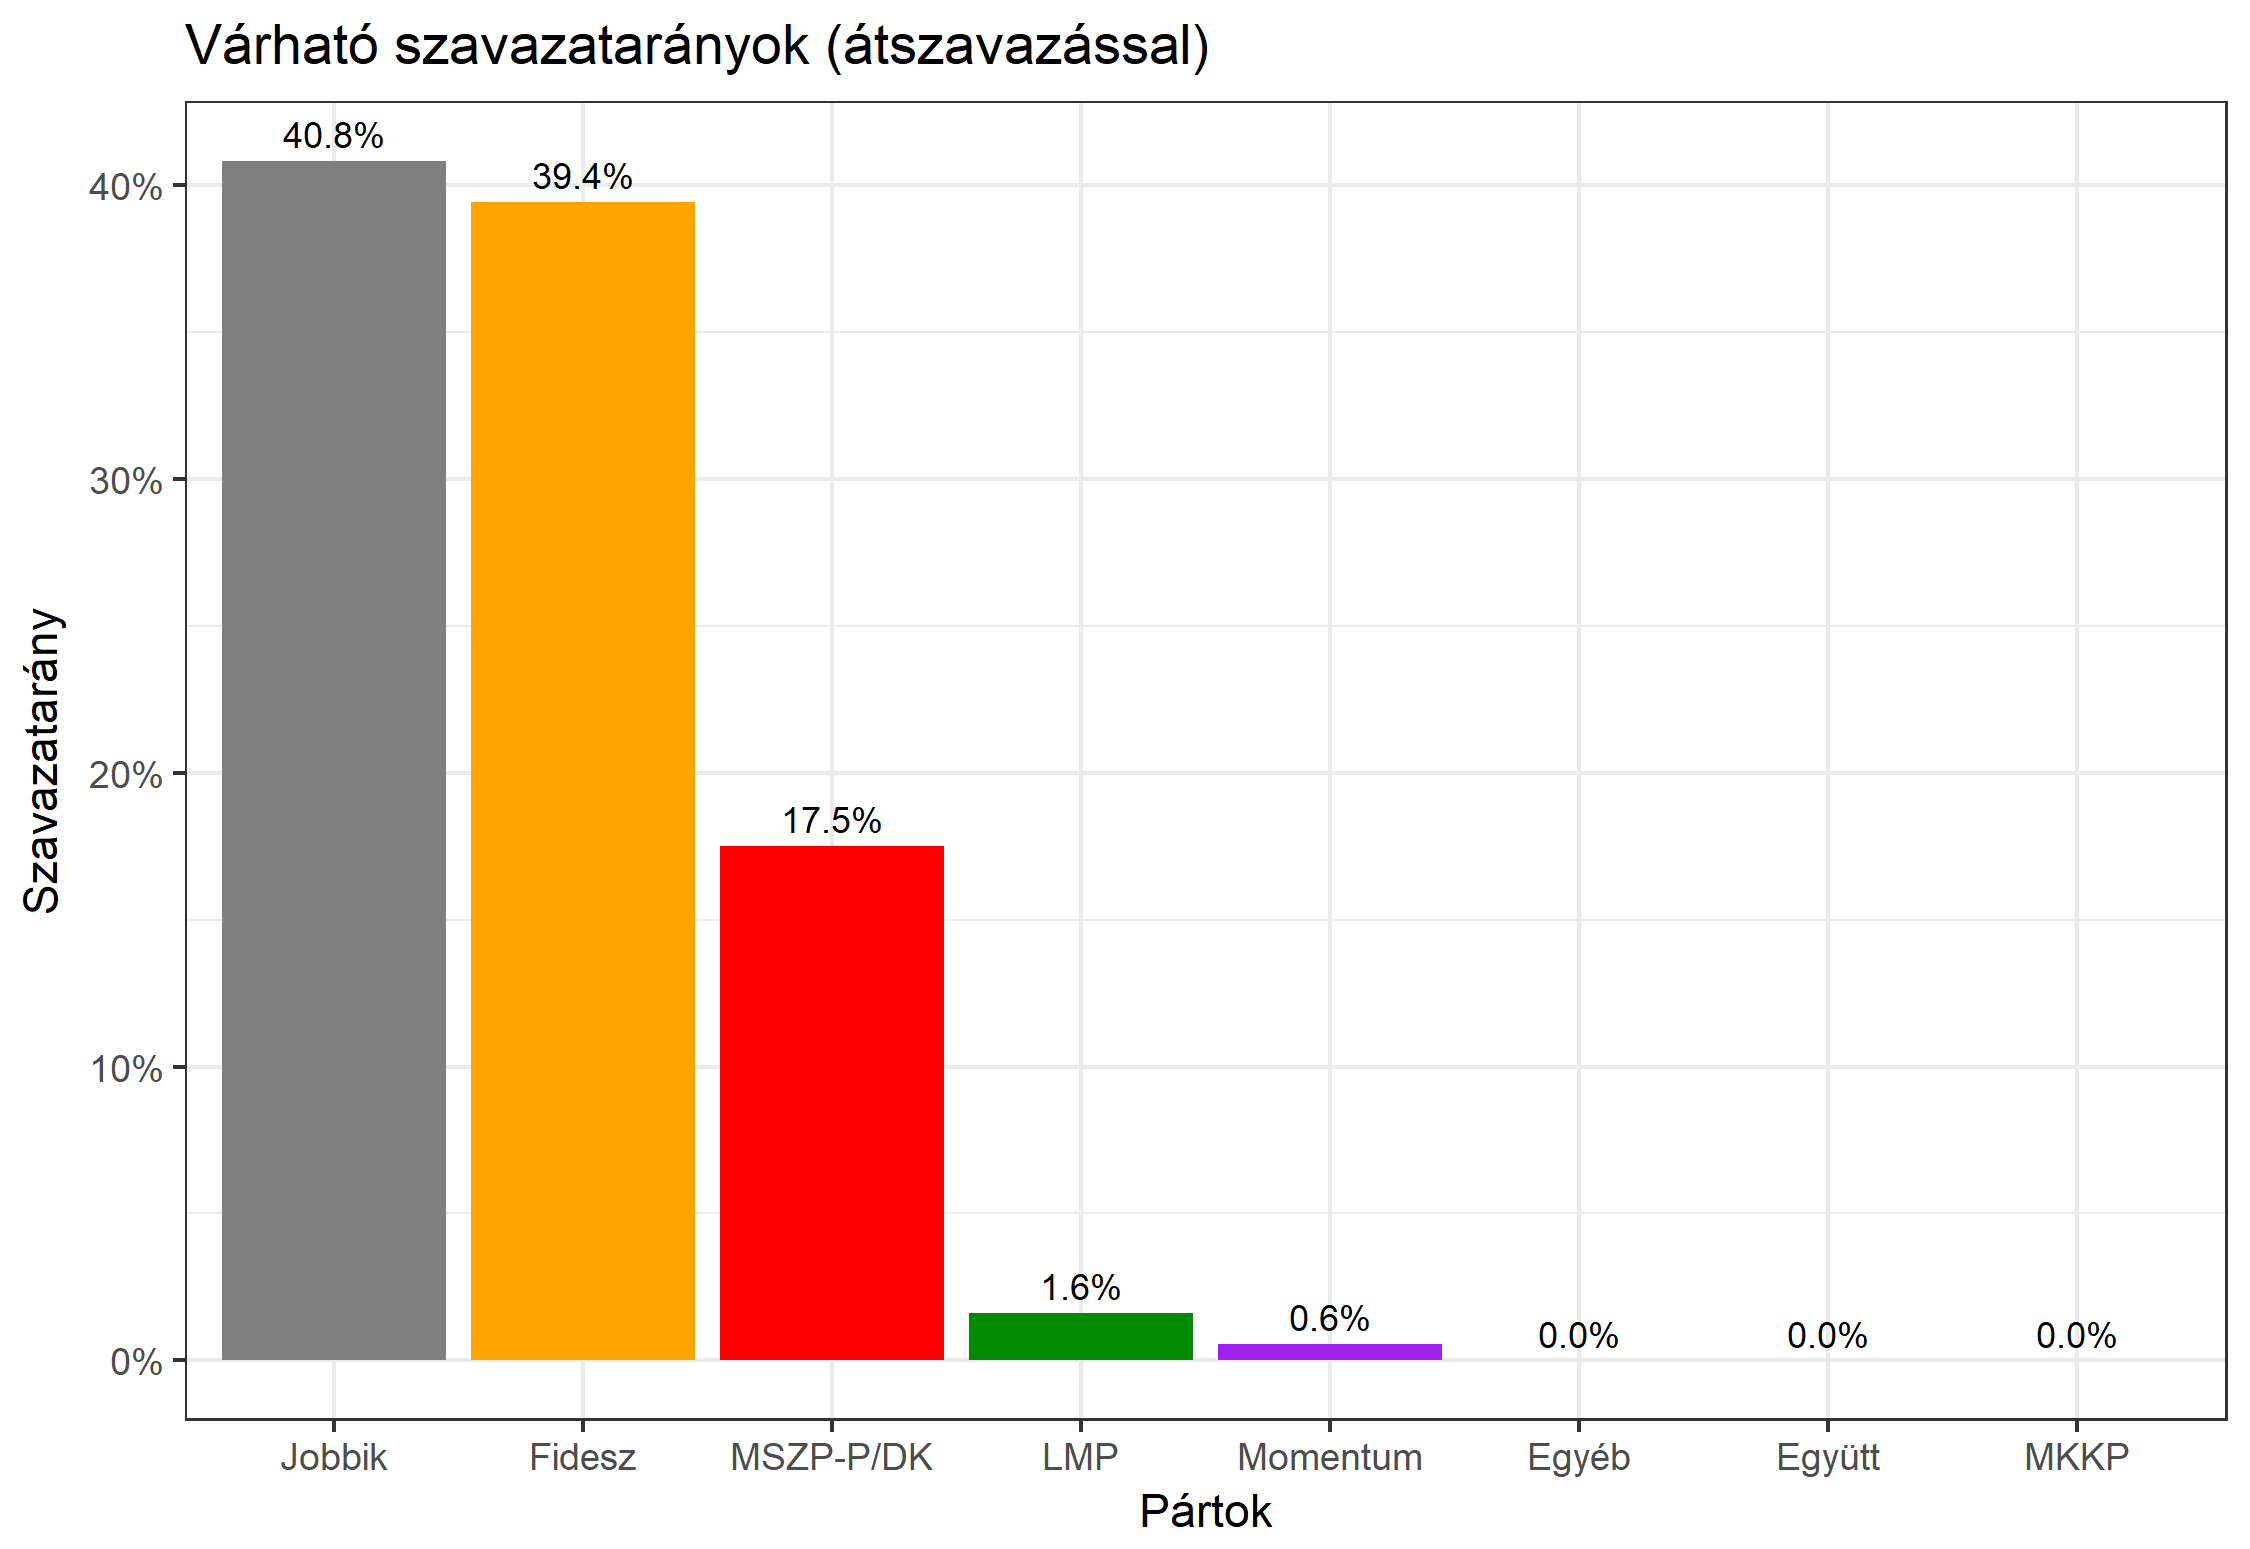 Várható szavazatarányok (átszavazással)
40.8%
39.4%
17.5%
1.6%
0.6%
0.0%
0.0%
0.0%
40%
30%
20%
10%
0%
Szavazatarány
Jobbik
Fidesz
MSZP-P/DK
LMP
Momentum
Egyéb
Együtt
MKKP
Pártok